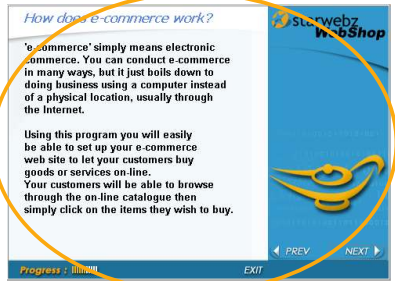 How does e-commerce work?
starwebz
WebShop
'e-commerce' simply means electronic
commerce. You can conduct e-commerce
in many ways, but it just boils down to
doing business using a computer instead
of a physical location, usually through
the Internet.
Using this program you will easily
be able to set up your e-commerce
web site to let your customers buy
goods or services on-line.
Your customers will be able to browse
through the on-line catalogue then
simply click on the items they wish to buy.
PREV NEXT
Progress : EXIT